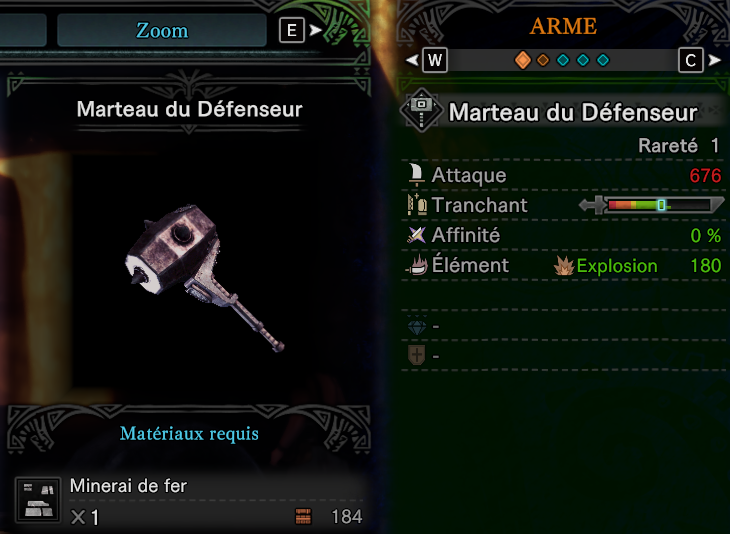 Zoom
E
Marteau du Défenseur
Matériaux requis
Minerai de fer
X 1
184
ARME
W
C
Marteau du Défenseur
Rareté 1
Attaque 676
Tranchant
Affinité 0 %
Élément Explosion 180
-
-